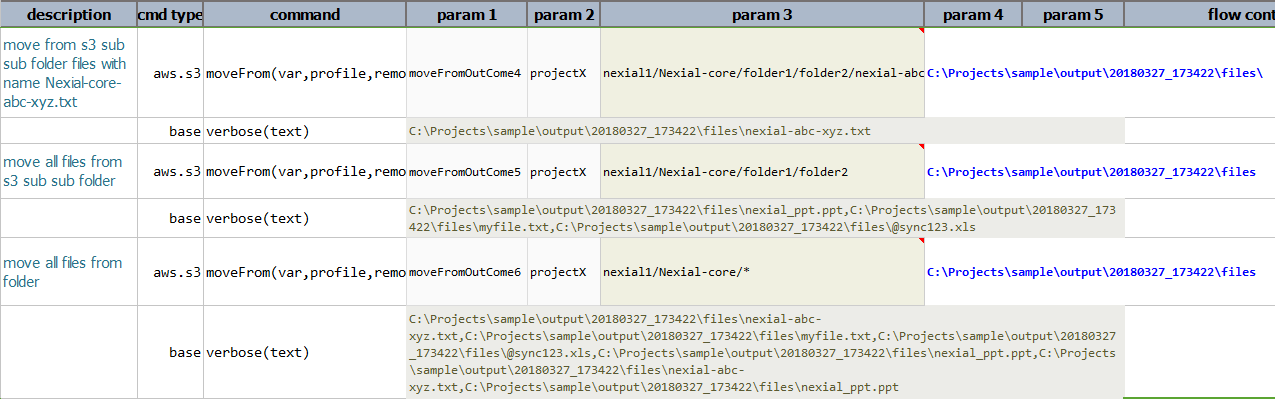 description cmd type command param 1 param 2 param 3 param 4 param 5 flow cont
move from s3 sub
sub folder files with
name Nexial-core-
abc-xyz.txt
aws.s3 moveFrom(var,profile,remo moveFromOutCome4 projectX nexial1/Nexial-core/folder1/folder2/nexial-abc C:\Projects\sample\output\20180327_173422\files\
base verbose(text) C:\Projects\sample\output\20180327_173422\files\nexial-abc-xyz.txt
move all files from
s3 sub sub folder
aws.s3 moveFrom(var,profile,remo moveFromOutCome5 projectX nexial1/Nexial-core/folder1/folder2 C:\Projects\sample\output\20180327_173422\files
base verbose(text)
C:\Projects\sample\output\20180327_173422\files\nexial_ppt.ppt,C:\Projects\sample\output\20180327_173
422\files\myfile.txt,C:\Projects\sample\output\20180327_173422\files\@sync123.xls
move all files from
folder
aws.s3 moveFrom(var,profile,remo moveFromOutCome6 projectX nexial1/Nexial-core/* C:\Projects\sample\output\20180327_173422\files
base verbose(text)
C:\Projects\sample\output\20180327_173422\files\nexial-abc-
xyz.txt,C:\Projects\sample\output\20180327_173422\files\myfile.txt,C:\Projects\sample\output\20180327
_173422\files\@sync123.xls,C:\Projects\sample\output\20180327_173422\files\nexial_ppt.ppt,C:\Projects
\sample\output\20180327_173422\files\nexial-abc-
xyz.txt,C:\Projects\sample\output\20180327_173422\files\nexial_ppt.ppt